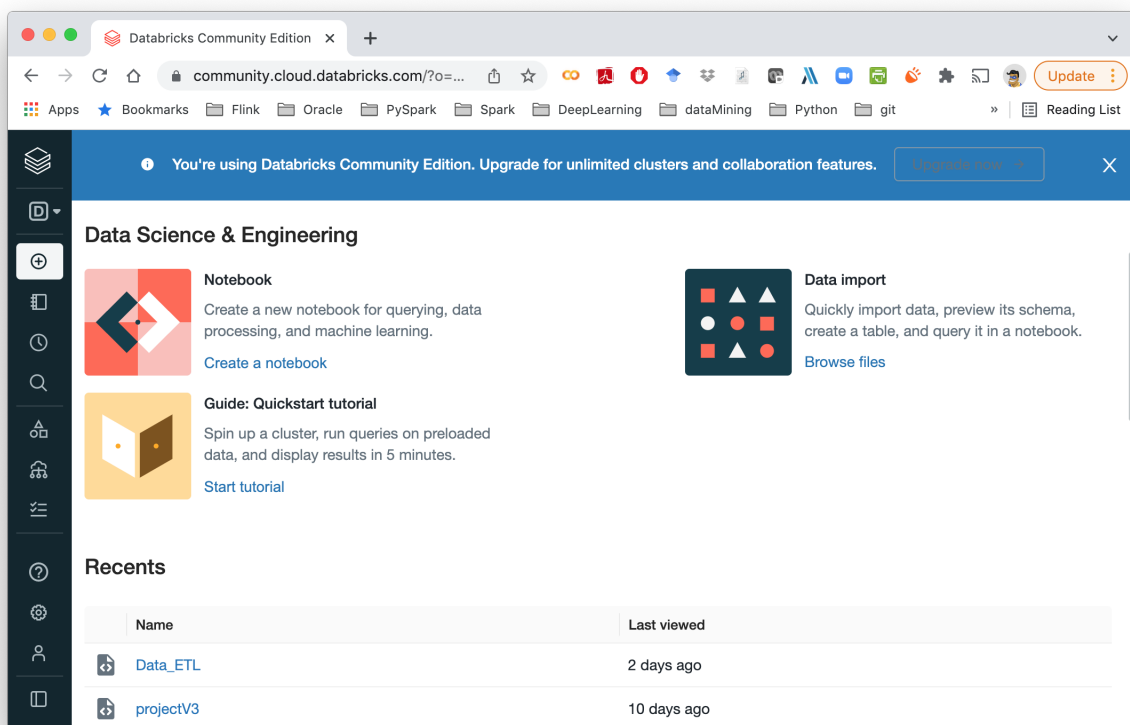 Databricks Community Edition
community.cloud.databricks.com/?o=...
Update
Apps
Bookmarks
Flink
Oracle
PySpark
Spark
DeepLearning
dataMining
Python
git
»
Reading List
You're using Databricks Community Edition. Upgrade for unlimited clusters and collaboration features.
Upgrade now →
D
Data Science & Engineering
Notebook
Create a new notebook for querying, data
processing, and machine learning.
Create a notebook
Data import
Quickly import data, preview its schema,
create a table, and query it in a notebook.
Browse files
Guide: Quickstart tutorial
Spin up a cluster, run queries on preloaded
data, and display results in 5 minutes.
Start tutorial
Recents
Name
Last viewed
Data_ETL
2 days ago
projectV3
10 days ago